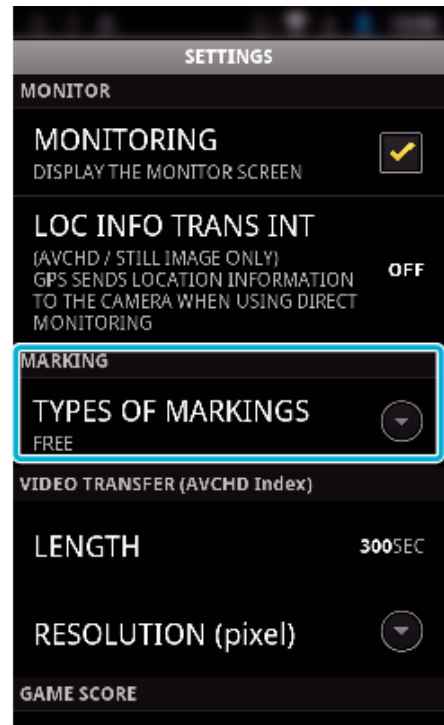 SETTINGS
MONITOR
MONITORING
DISPLAY THE MONITOR SCREEN
LOC INFO TRANS INT
(AVCHD / STILL IMAGE ONLY)
GPS SENDS LOCATION INFORMATION
TO THE CAMERA WHEN USING DIRECT
MONITORING
OFF
MARKING
TYPES OF MARKINGS
FREE
VIDEO TRANSFER (AVCHD Index)
LENGTH
300SEC
RESOLUTION (pixel)
GAME SCORE